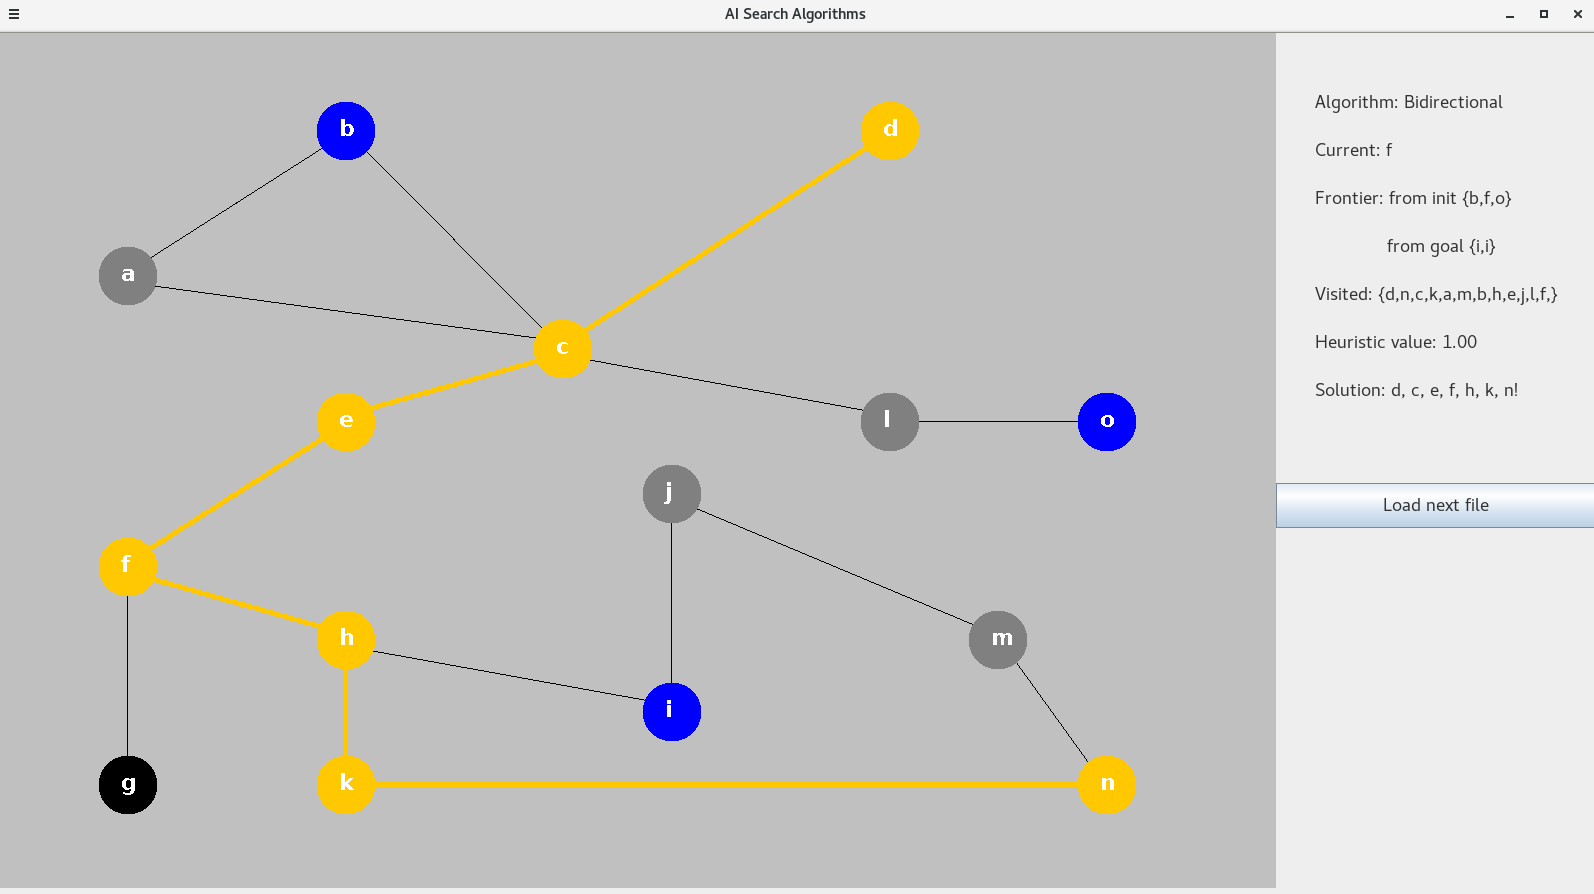 AI Search Algorithms
b
d
a
c
e
l
o
j
f
h
m
i
g
k
n
Algorithm: Bidirectional
Current: f
Frontier: from init {b,f,o}
from goal {i,i}
Visited: {d,n,c,k,a,m,b,h,e,j,l,f,}
Heuristic value: 1.00
Solution: d, c, e, f, h, k, n!
Load next file